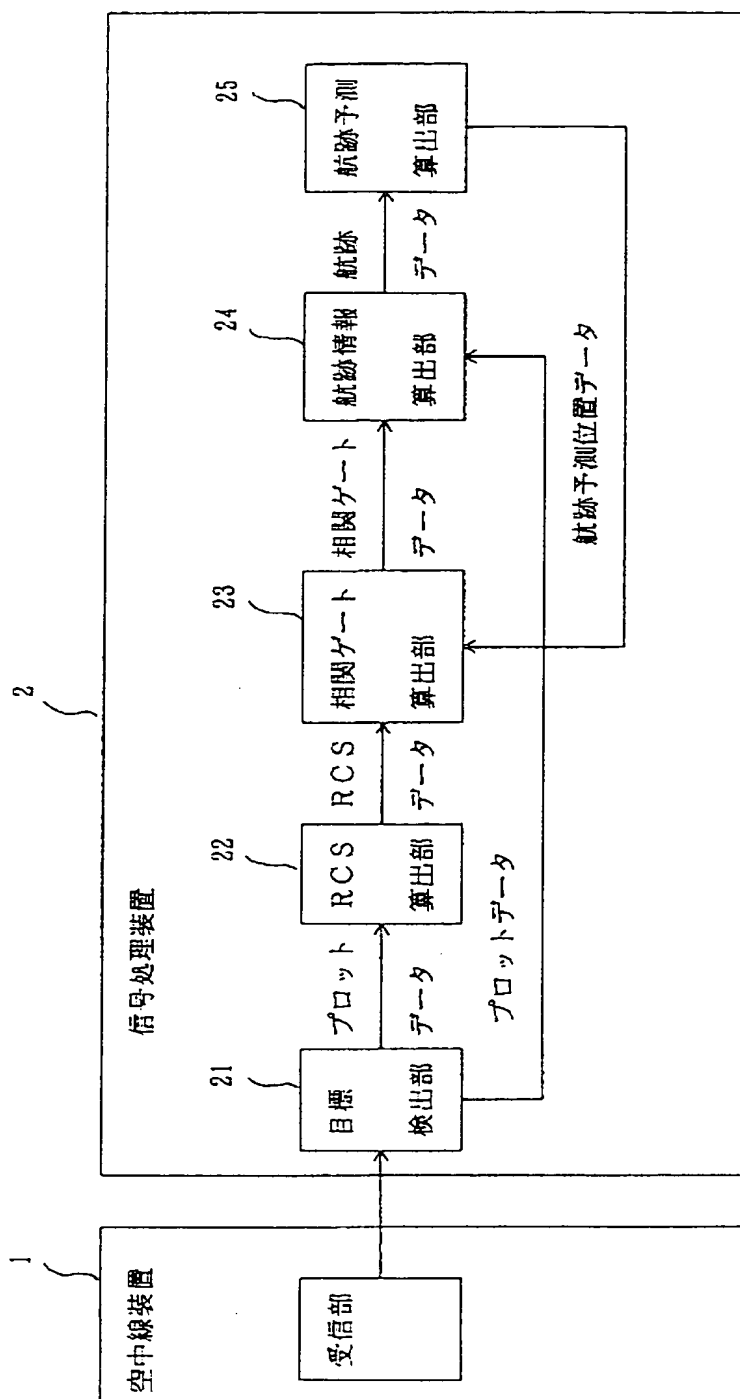 1
空中線装置
受信部
2
信号処理装置
21
目標
検出部
プロット
データ
22
RCS
算出部
RCS
データ
23
相関ゲート
算出部
相関ゲート
データ
24
航跡情報
算出部
航跡
データ
25
航跡予測
算出部
プロットデータ
航跡予測位置データ